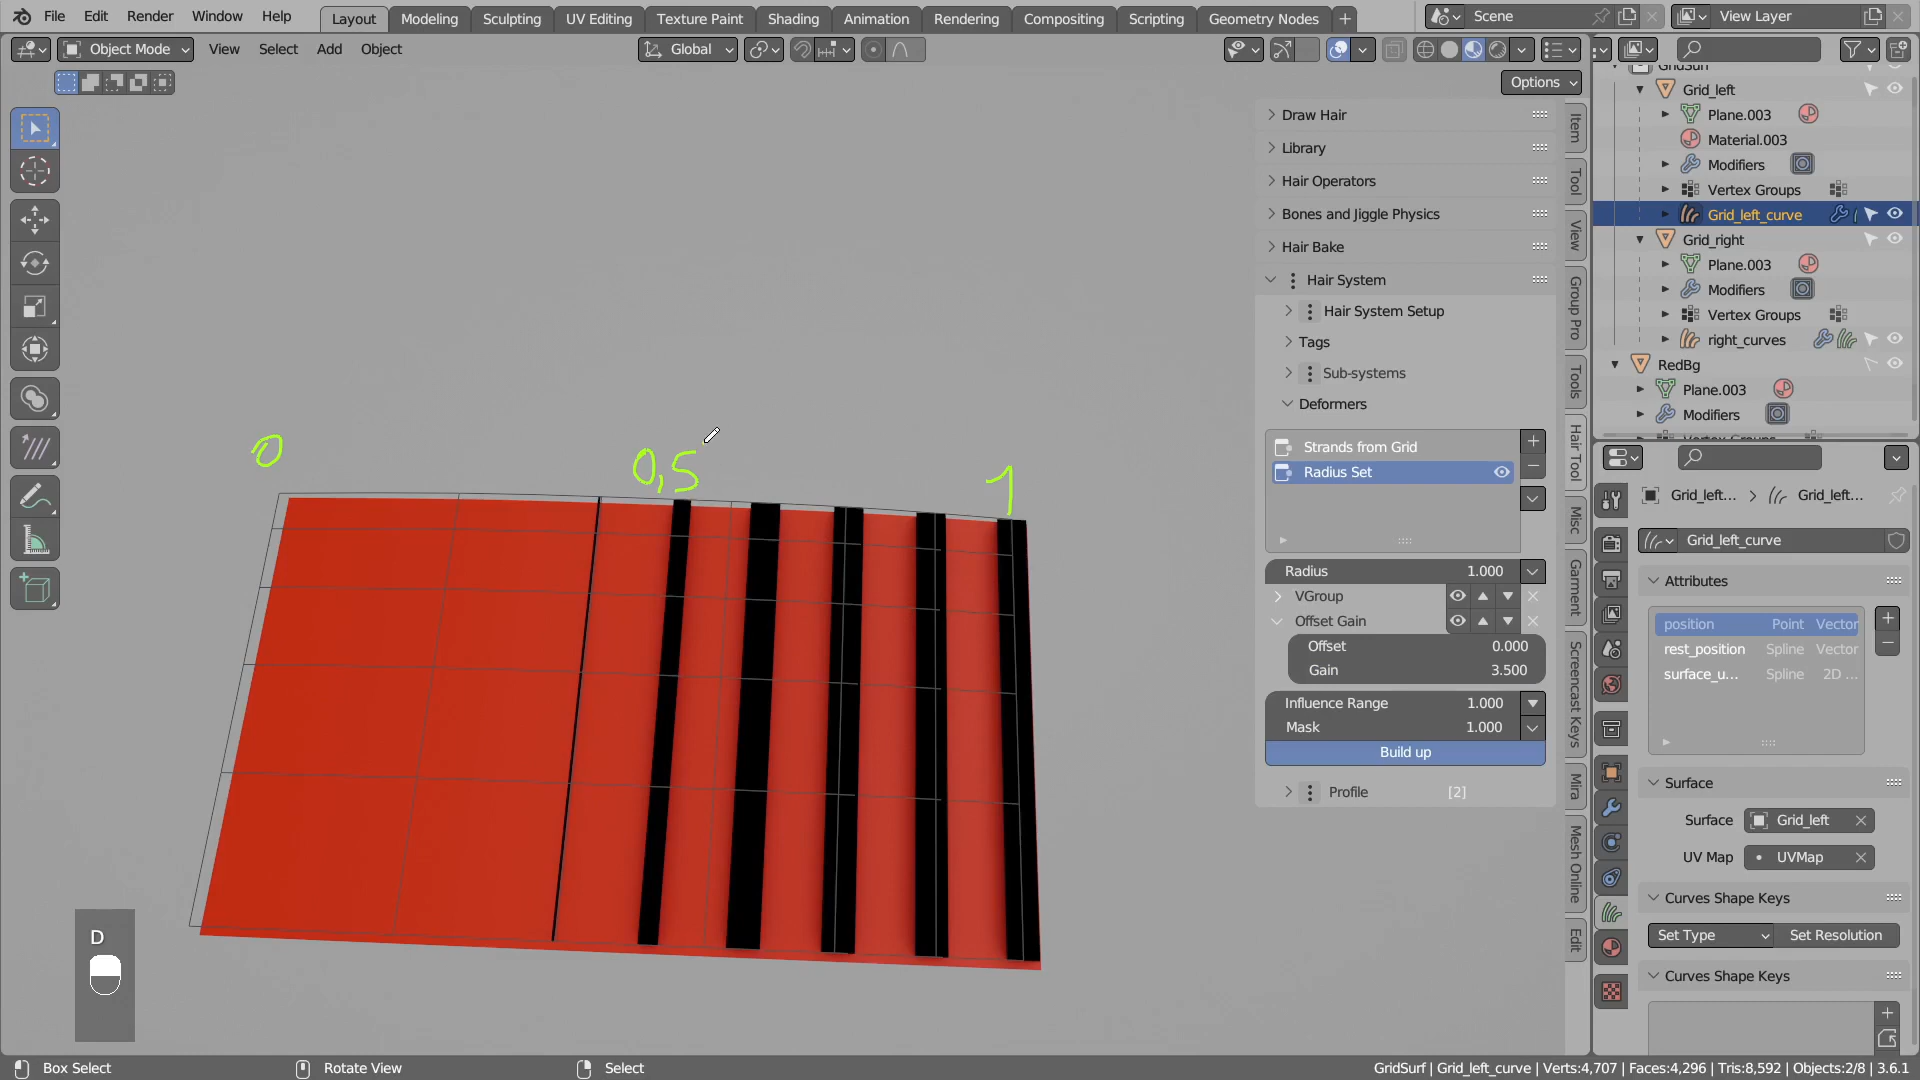 File Edit Render Window Help Layout Modeling Sculpting UV Editing Texture Paint Shading Animation Rendering Compositing Scripting Geometry Nodes Scene View Layer
Object Mode View Select Add Object Global
Options
Draw Hair
Library
Hair Operators
Bones and Jiggle Physics
Hair Bake
Hair System
Hair System Setup
Tags
Sub-systems
Deformers
Strands from Grid
Radius Set
Radius 1.000
VGroup
Offset Gain
Offset 0.000
Gain 3.500
Influence Range 1.000
Mask 1.000
Build up
Profile [2]
Item
Tool
View
Group Pro
Tools
Hair Tool
Misc
Garment
Screencast Keys
Mira
Mesh Online
Edit
Grid_left
Plane.003
Material.003
Modifiers
Vertex Groups
Grid_left_curve
Grid_right
Plane.003
Modifiers
Vertex Groups
right_curves
RedBg
Plane.003
Modifiers
Grid_left... Grid_left...
Grid_left_curve
Attributes
position Point Vector
rest_position Spline Vector
surface_u... Spline 2D ...
Surface
Surface Grid_left
UV Map UVMap
Curves Shape Keys
Set Type Set Resolution
Curves Shape Keys
0 0,5 1
D
Box Select Rotate View Select GridSurf | Grid_left_curve | Verts:4,707 | Faces:4,296 | Tris:8,592 | Objects:2/8 | 3.6.1